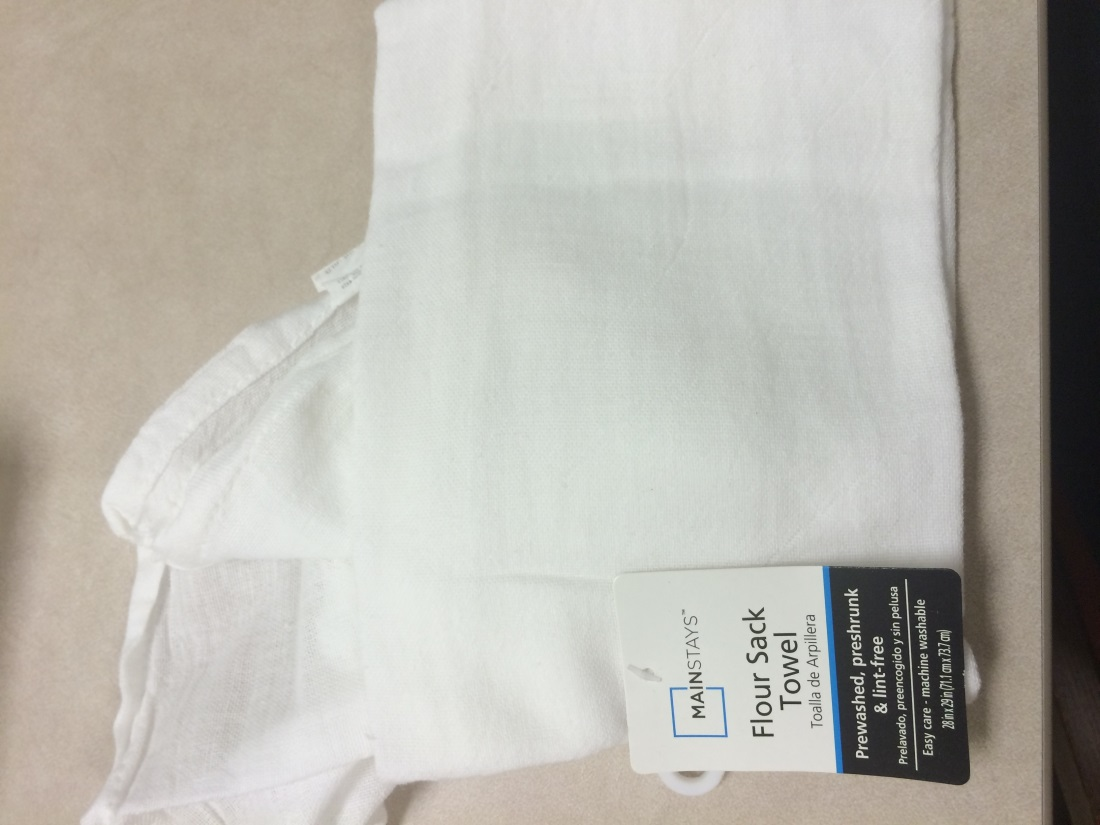 MAINSTAYS™
Flour Sack
Towel
Toalla de Arpillera
Prewashed, preshrunk
& lint-free
Prelavado, preencogido y sin pelusa
Easy care - machine washable
28 in x 29 in (71.1 cm x 73.7 cm)